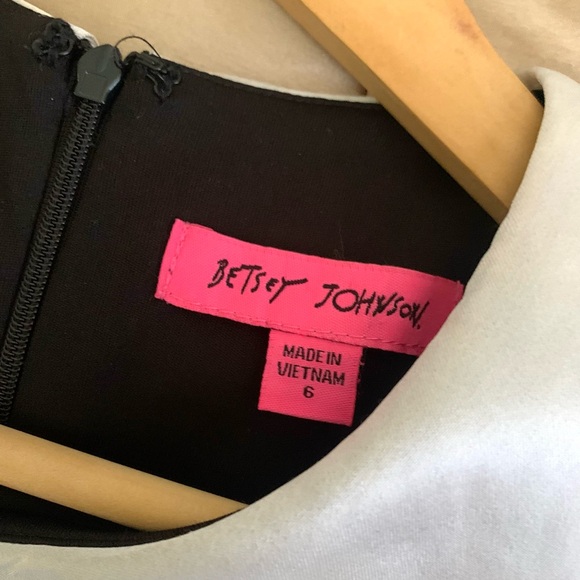 BETSEY JOHNSON.
MADE IN
VIETNAM
6